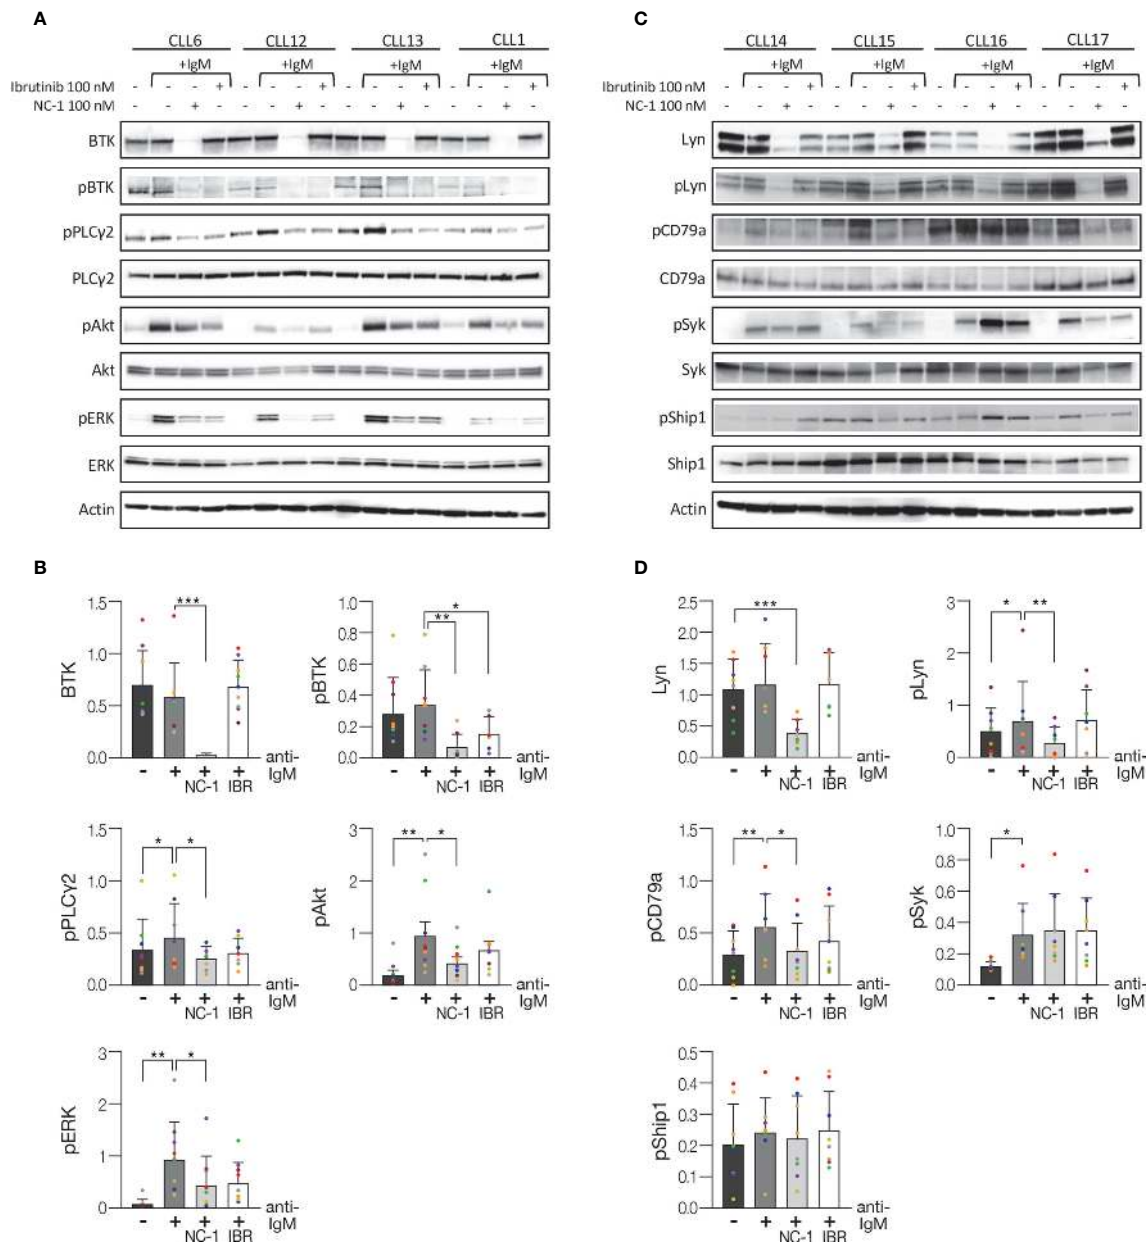 A
CLL6 CLL12 CLL13 CLL1
+IgM +IgM +IgM +IgM
Ibrutinib 100 nM - - - + - - - + - - - + - - - +
NC-1 100 nM - - + - - - + - - - + - - - + -
BTK
pBTK
pPLCγ2
PLCγ2
pAkt
Akt
pERK
ERK
Actin
C
CLL14 CLL15 CLL16 CLL17
+IgM +IgM +IgM +IgM
Ibrutinib 100 nM - - - + - - - + - - - + - - - +
NC-1 100 nM - - + - - - + - - - + - - - + -
Lyn
pLyn
pCD79a
CD79a
pSyk
Syk
pShip1
Ship1
Actin
B
BTK
1.5
1.0
0.5
0.0
***
- + + + anti-
NC-1 IBR IgM
pBTK
1.0
0.8
0.6
0.4
0.2
0.0
*
**
- + + + anti-
NC-1 IBR IgM
pPLCγ2
1.5
1.0
0.5
0.0
* *
- + + + anti-
NC-1 IBR IgM
pAkt
3
2
1
0
** *
- + + + anti-
NC-1 IBR IgM
pERK
3
2
1
0
** *
- + + + anti-
NC-1 IBR IgM
D
Lyn
2.5
2.0
1.5
1.0
0.5
0.0
***
- + + + anti-
NC-1 IBR IgM
pLyn
3
2
1
0
* **
- + + + anti-
NC-1 IBR IgM
pCD79a
1.5
1.0
0.5
0.0
** *
- + + + anti-
NC-1 IBR IgM
pSyk
1.0
0.8
0.6
0.4
0.2
0.0
*
- + + + anti-
NC-1 IBR IgM
pShip1
0.5
0.4
0.3
0.2
0.1
0.0
- + + + anti-
NC-1 IBR IgM